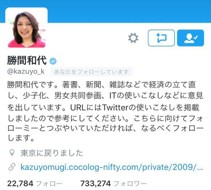 勝間和代
@kazuyo_k あなたをフォローしています
勝間和代です。著書、新聞、雑誌などで経済の立て直
し、少子化、男女共同参画、ITの使いこなしなどに意見
を出しています。URLにはTwitterの使いこなしを掲載
しましたので参考にしてください。こちらに向けてフォ
ローミーとつぶやいていただければ、なるべくフォロー
します。
東京に戻りました
kazuyomugi.cocolog-nifty.com/private/2009/...
22,784 フォロー 733,274 フォロワー